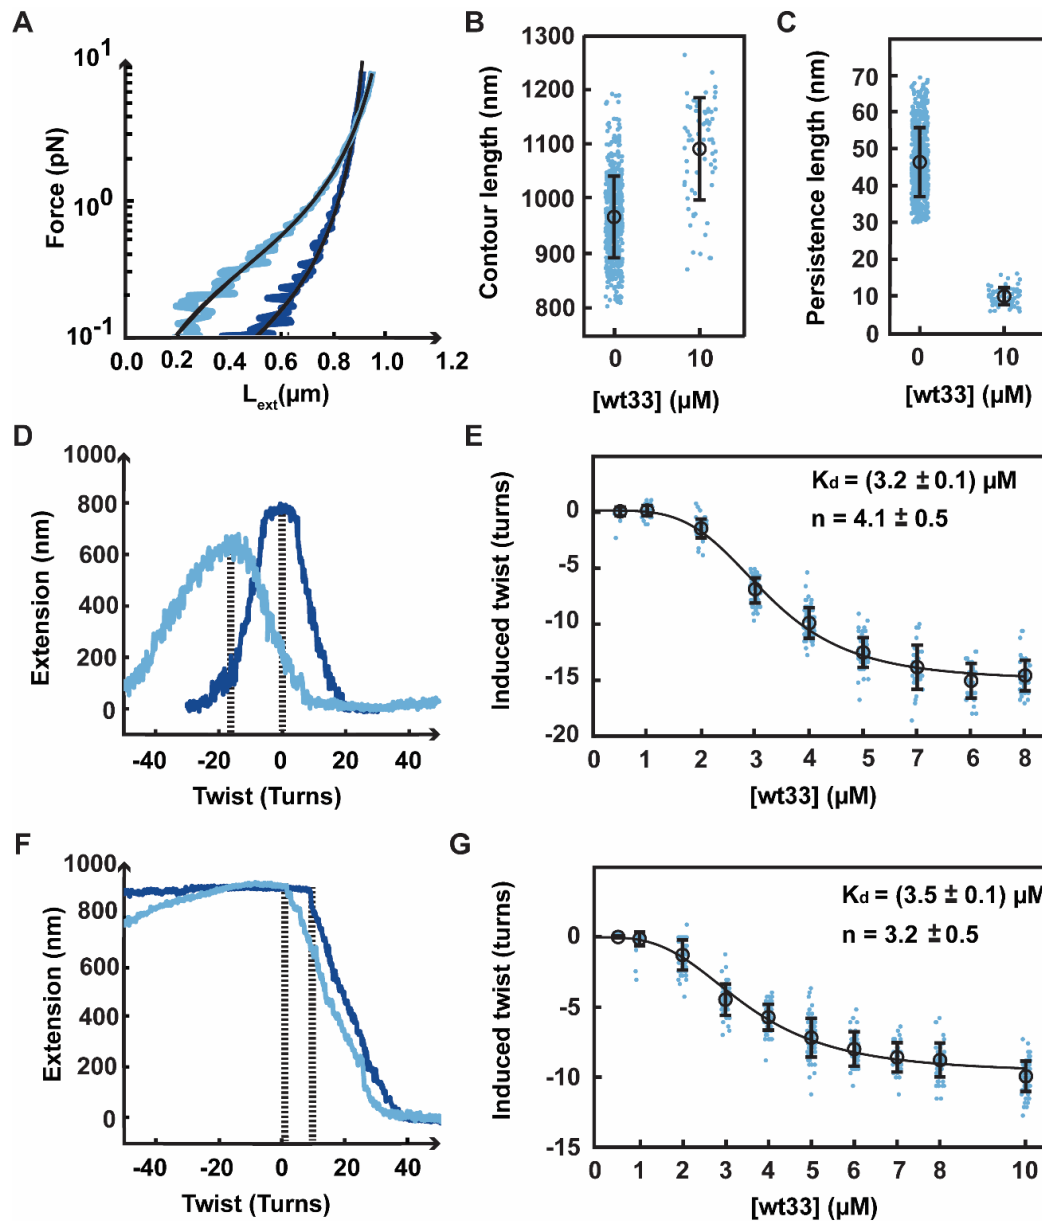 A
10¹
10⁰
10⁻¹
Force (pN)
0.0 0.2 0.4 0.6 0.8 1.0 1.2
Lext(µm)
B
1300
1200
1100
1000
900
800
Contour length (nm)
0 10
[wt33] (µM)
C
70
60
50
40
30
20
10
0
Persistence length (nm)
0 10
[wt33] (µM)
D
1000
800
600
400
200
0
Extension (nm)
-40 -20 0 20 40
Twist (Turns)
E
Kd = (3.2 ± 0.1) µM
n = 4.1 ± 0.5
0
-5
-10
-15
-20
Induced twist (turns)
0 1 2 3 4 5 7 6 8
[wt33] (µM)
F
1000
800
600
400
200
0
Extension (nm)
-40 -20 0 20 40
Twist (Turns)
G
Kd = (3.5 ± 0.1) µM
n = 3.2 ± 0.5
0
-5
-10
-15
Induced twist (turns)
0 1 2 3 4 5 6 7 8 10
[wt33] (µM)